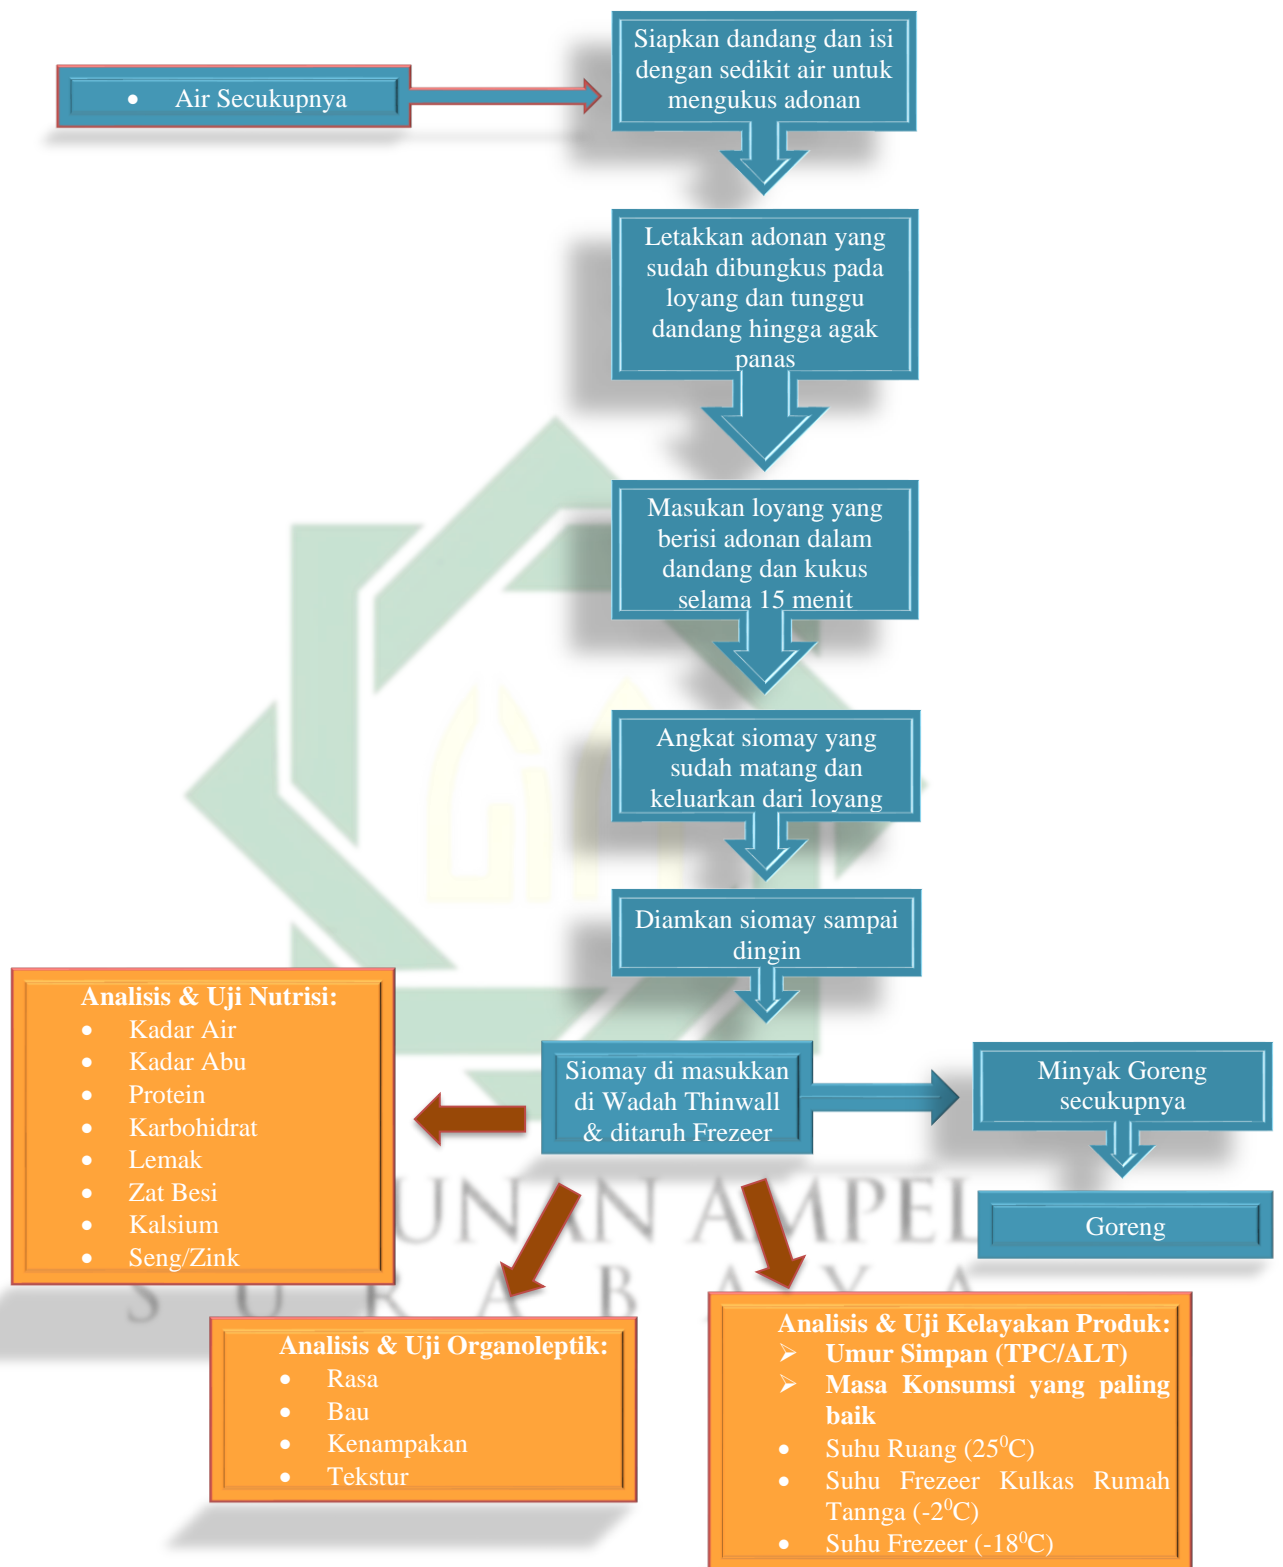 Siapkan dandang dan isi
dengan sedikit air untuk
mengukus adonan
• Air Secukupnya
Letakkan adonan yang
sudah dibungkus pada
loyang dan tunggu
dandang hingga agak
panas
Masukan loyang yang
berisi adonan dalam
dandang dan kukus
selama 15 menit
Angkat siomay yang
sudah matang dan
keluarkan dari loyang
Diamkan siomay sampai
dingin
Siomay di masukkan
di Wadah Thinwall
& ditaruh Frezeer
Minyak Goreng
secukupnya
Goreng
Analisis & Uji Nutrisi:
• Kadar Air
• Kadar Abu
• Protein
• Karbohidrat
• Lemak
• Zat Besi
• Kalsium
• Seng/Zink
Analisis & Uji Organoleptik:
• Rasa
• Bau
• Kenampakan
• Tekstur
Analisis & Uji Kelayakan Produk:
➢ Umur Simpan (TPC/ALT)
➢ Masa Konsumsi yang paling
baik
• Suhu Ruang (25⁰C)
• Suhu Frezeer Kulkas Rumah
Tannga (-2⁰C)
• Suhu Frezeer (-18⁰C)
UNAN AMPEL
S U R A B A Y A